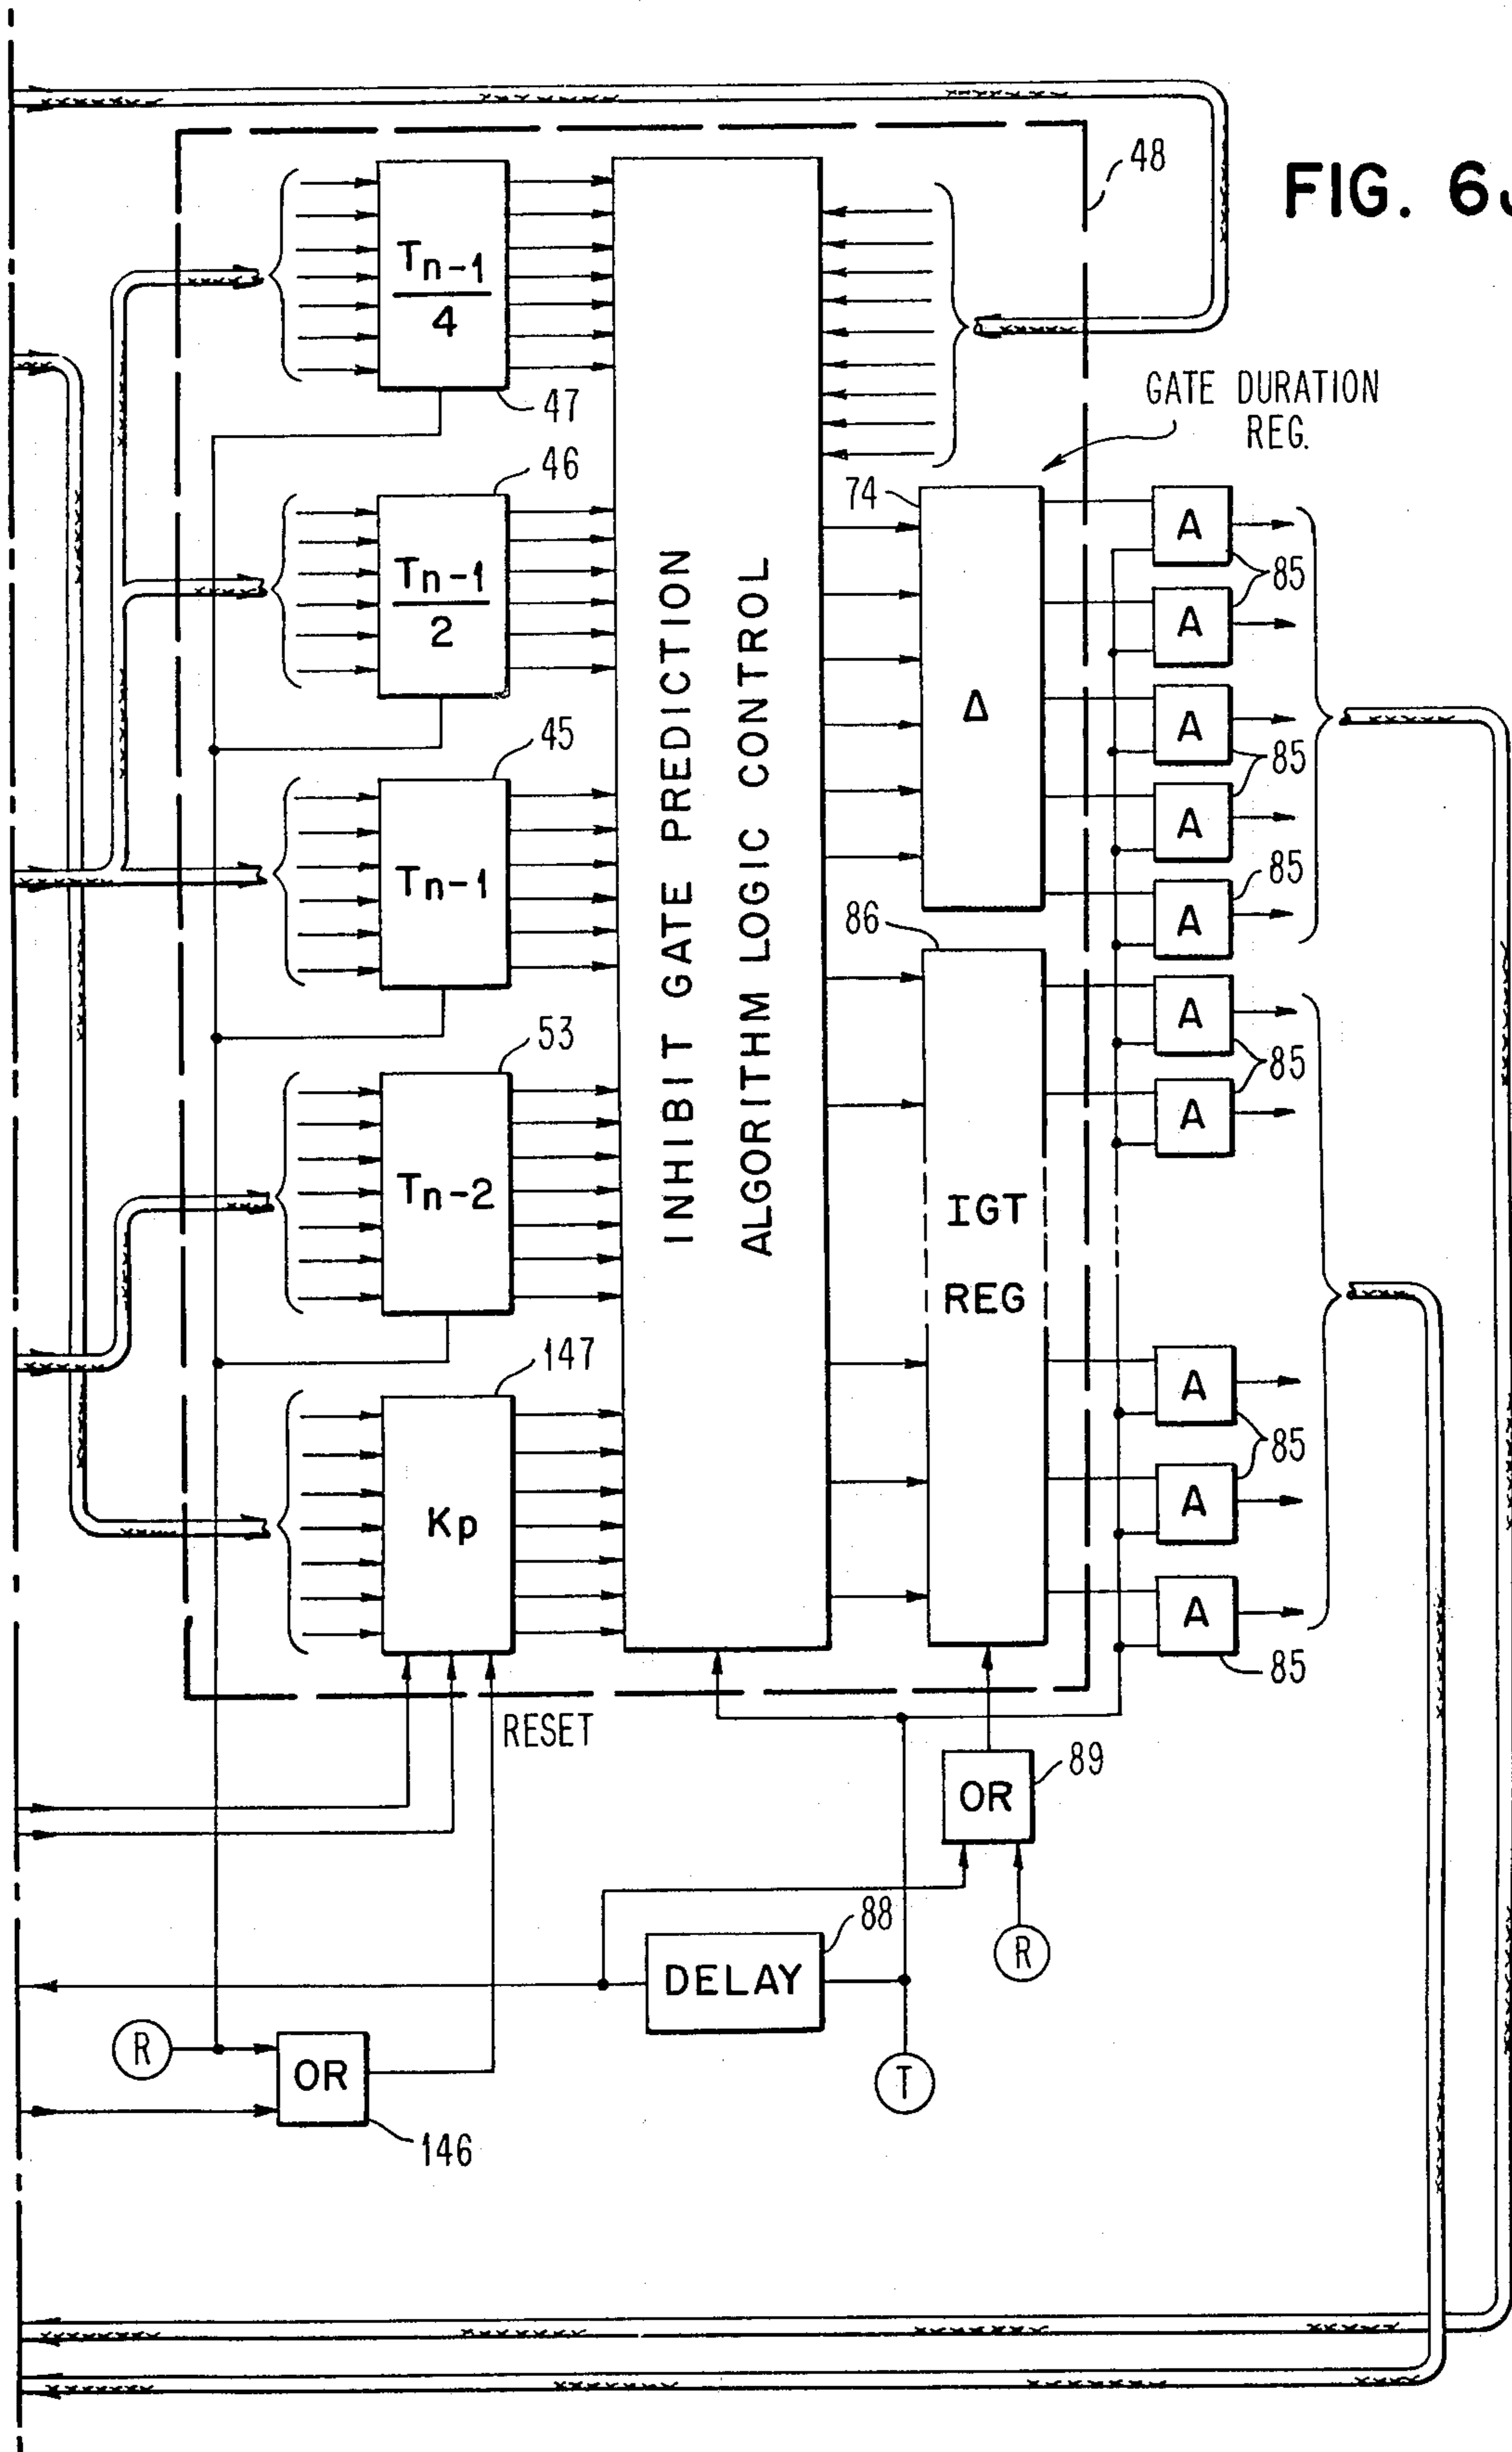 FIG. 6
48
Tn-1
4
47
GATE DURATION
REG.
46
74
Tn-1
2
INHIBIT GATE PREDICTION
ALGORITHM LOGIC CONTROL
Δ
A
85
A
A
85
A
85
A
45
Tn-1
86
A
85
A
53
Tn-2
IGT
REG
147
Kp
A
85
A
A
85
RESET
OR
89
R
DELAY
88
T
R
OR
146